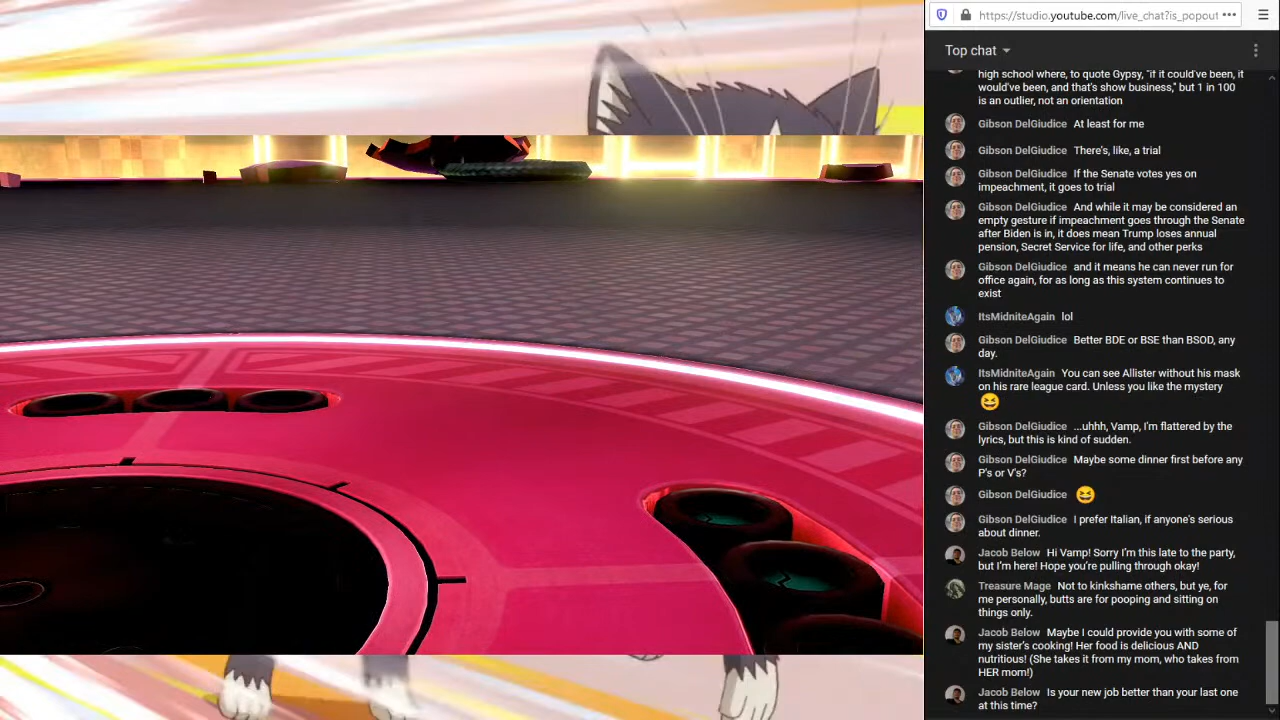 https://studio.youtube.com/live_chat?is_popout
Top chat
high school where, to quote Gypsy, "if it could've been, it
would've been, and that's show business," but 1 in 100
is an outlier, not an orientation
Gibson DelGiudice At least for me
Gibson DelGiudice There's, like, a trial
Gibson DelGiudice If the Senate votes yes on
impeachment, it goes to trial
Gibson DelGiudice And while it may be considered an
empty gesture if impeachment goes through the Senate
after Biden is in, it does mean Trump loses annual
pension, Secret Service for life, and other perks
Gibson DelGiudice and it means he can never run for
office again, for as long as this system continues to
exist
ItsMidniteAgain lol
Gibson DelGiudice Better BDE or BSE than BSOD, any
day.
ItsMidniteAgain You can see Allister without his mask
on his rare league card. Unless you like the mystery
😆
Gibson DelGiudice ...uhhh, Vamp, I'm flattered by the
lyrics, but this is kind of sudden.
Gibson DelGiudice Maybe some dinner first before any
P's or V's?
Gibson DelGiudice 😆
Gibson DelGiudice I prefer Italian, if anyone's serious
about dinner.
Jacob Below Hi Vamp! Sorry I'm this late to the party,
but I'm here! Hope you're pulling through okay!
Treasure Mage Not to kinkshame others, but ye, for
me personally, butts are for pooping and sitting on
things only.
Jacob Below Maybe I could provide you with some of
my sister's cooking! Her food is delicious AND
nutritious! (She takes it from my mom, who takes from
HER mom!)
Jacob Below Is your new job better than your last one
at this time?